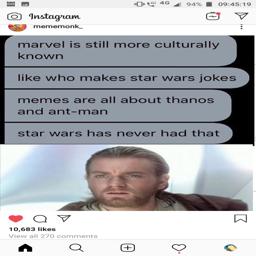 4G 94% 09:45:19
Instagram
mememonk_
marvel is still more culturally
known
like who makes star wars jokes
memes are all about thanos
and ant-man
star wars has never had that
10,683 likes
View all 270 comments